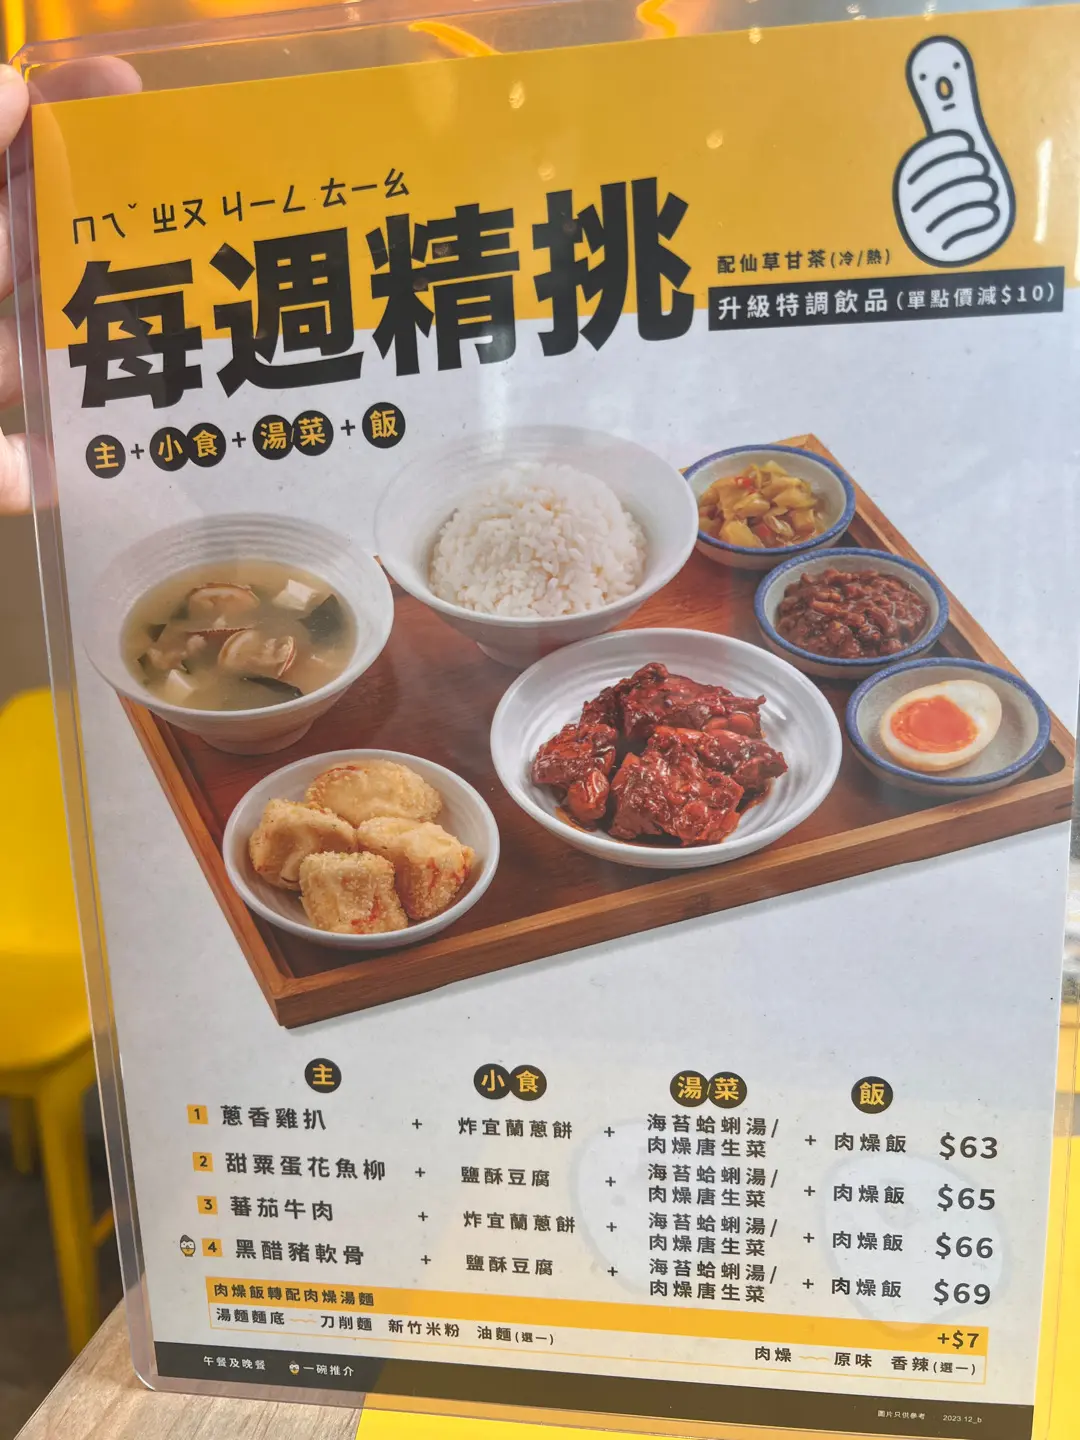 ㄇㄟˇ ㄓㄡ ㄐㄧㄥ ㄊㄧㄠ
每週精挑
配仙草甘茶(冷/熱)
升級特調飲品(單點價減$10)
主+小食+湯/菜+飯
主 小食 湯/菜 飯
1 蔥香雞扒 + 炸宜蘭蔥餅 + 海苔蛤蜊湯/肉燥唐生菜 + 肉燥飯 $63
2 甜粟蛋花魚柳 + 鹽酥豆腐 + 海苔蛤蜊湯/肉燥唐生菜 + 肉燥飯 $65
3 蕃茄牛肉 + 炸宜蘭蔥餅 + 海苔蛤蜊湯/肉燥唐生菜 + 肉燥飯 $66
4 黑醋豬軟骨 + 鹽酥豆腐 + 海苔蛤蜊湯/肉燥唐生菜 + 肉燥飯 $69
肉燥飯轉配肉燥湯麵 +$7
湯麵麵底 刀削麵 新竹米粉 油麵(選一)
肉燥 原味 香辣(選一)
午餐及晚餐 一碗推介
圖片只供參考 2023.12_b